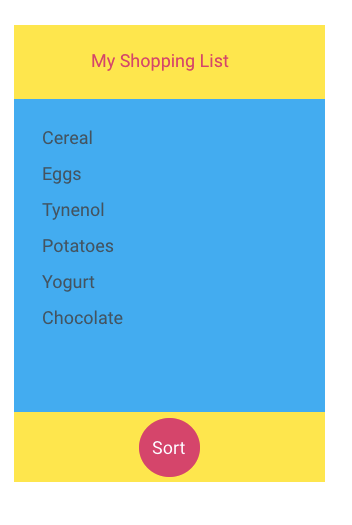 My Shopping List
Cereal
Eggs
Tynenol
Potatoes
Yogurt
Chocolate
Sort